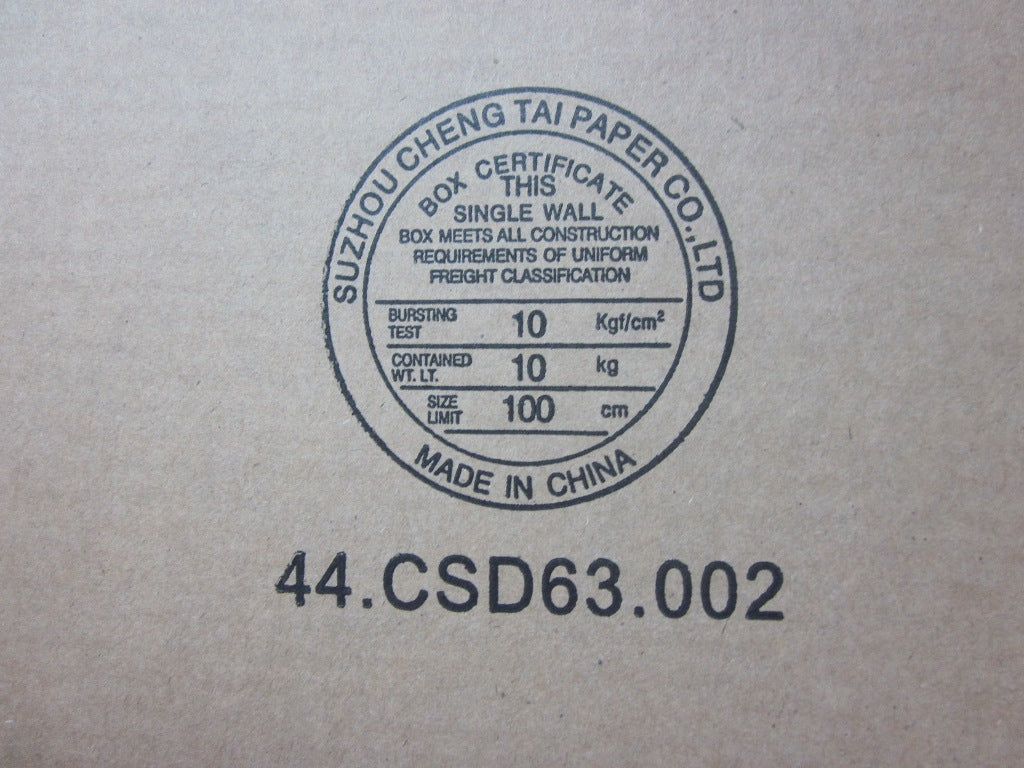 SUZHOU CHENG TAI PAPER CO.,LTD
BOX CERTIFICATE
THIS
SINGLE WALL
BOX MEETS ALL CONSTRUCTION
REQUIREMENTS OF UNIFORM
FREIGHT CLASSIFICATION
BURSTING TEST 10 Kgf/cm²
CONTAINED WT. LT. 10 kg
SIZE LIMIT 100 cm
MADE IN CHINA
44.CSD63.002